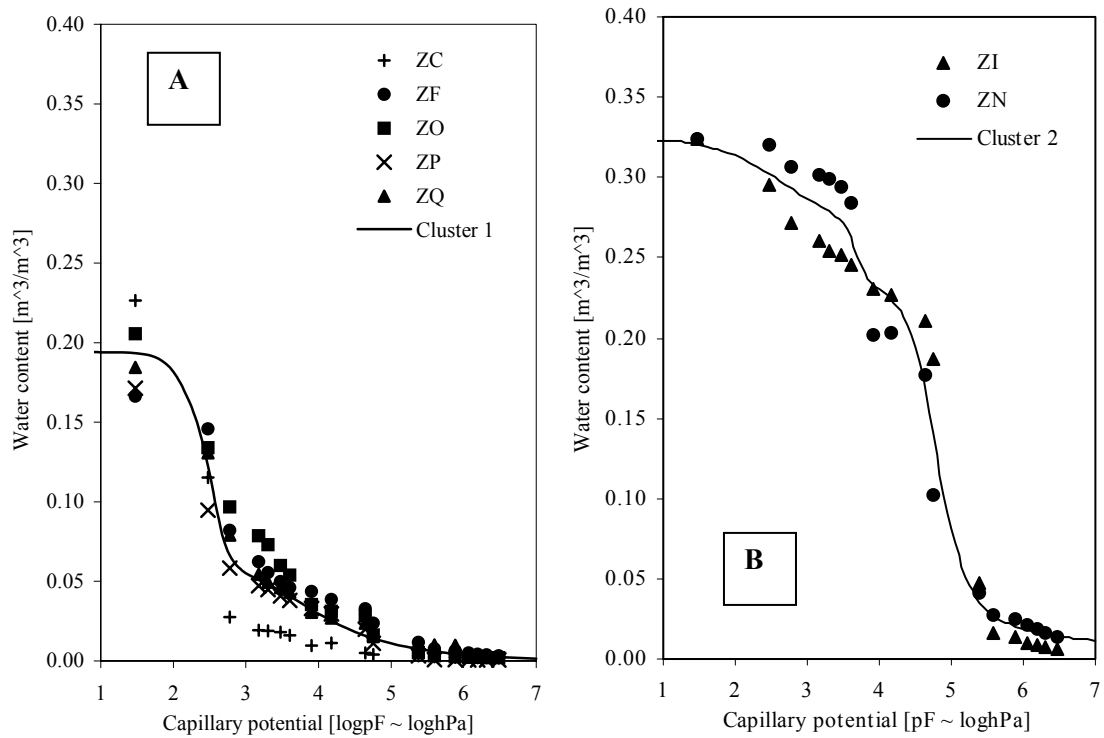 0.40
0.35
0.30
0.25
0.20
0.15
0.10
0.05
0.00
Water content [m^3/m^3]
A
ZC
ZF
ZO
ZP
ZQ
Cluster 1
1 2 3 4 5 6 7
Capillary potential [logpF ~ loghPa]
0.40
0.35
0.30
0.25
0.20
0.15
0.10
0.05
0.00
Water content [m^3/m^3]
ZI
ZN
Cluster 2
B
1 2 3 4 5 6 7
Capillary potential [pF ~ loghPa]